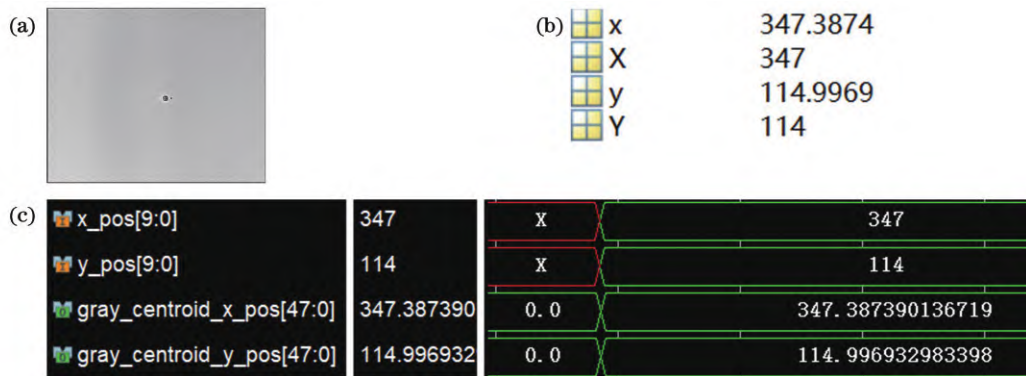 (a)
(b)
x 347.3874
X 347
y 114.9969
Y 114
(c)
x_pos[9:0] 347 X 347
y_pos[9:0] 114 X 114
gray_centroid_x_pos[47:0] 347.387390 0.0 347.387390136719
gray_centroid_y_pos[47:0] 114.996932 0.0 114.996932983398